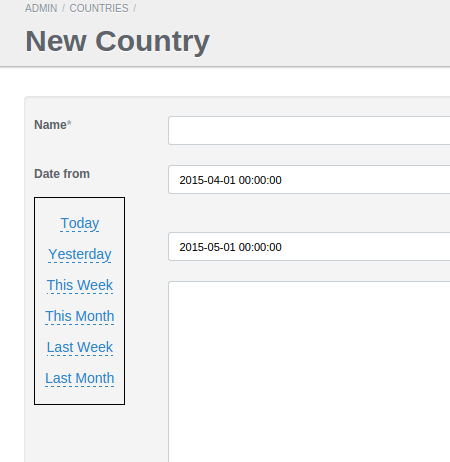 ADMIN / COUNTRIES /
New Country
Name*
Date from
2015-04-01 00:00:00
Today
Yesterday
2015-05-01 00:00:00
This Week
This Month
Last Week
Last Month